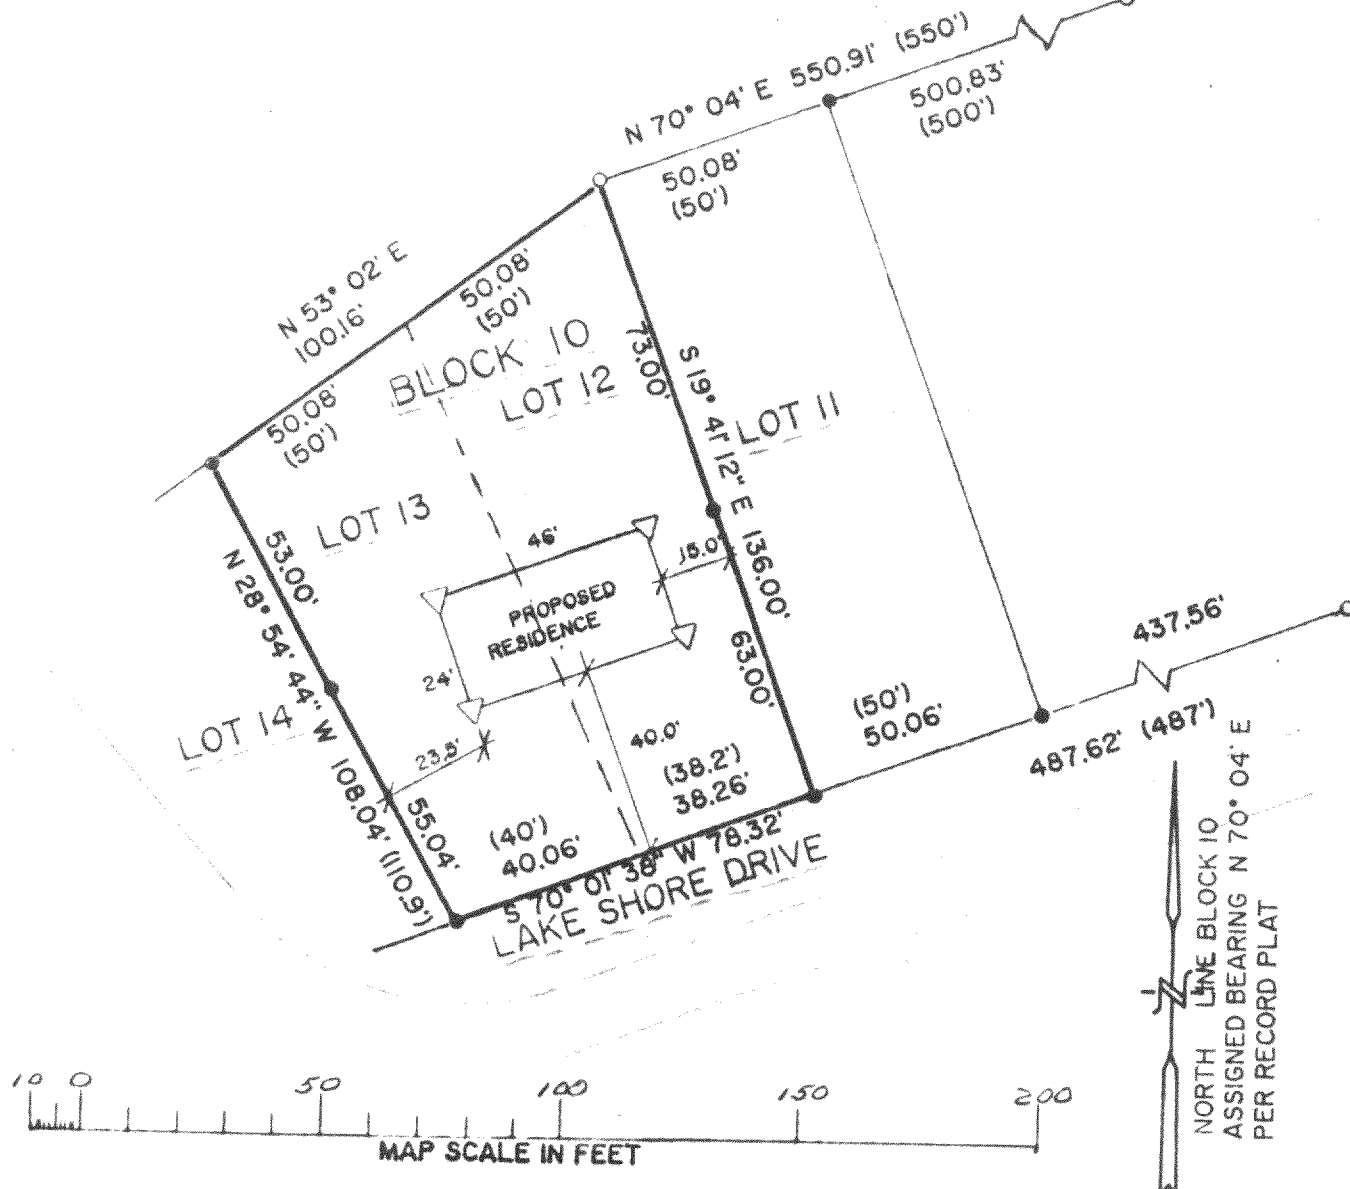 N 70° 04' E 550.91' (550')
500.83'
(500')
50.08'
(50')
N 53° 02' E
100.16'
50.08'
(50')
50.08'
(50')
BLOCK 10
LOT 12
LOT 11
LOT 13
LOT 14
73.00'
S 19° 41' 12" E 136.00'
63.00'
53.00'
N 28° 54' 44" W 108.04' (110.9')
55.04'
46'
15.0'
PROPOSED
RESIDENCE
24'
23.5'
40.0'
(38.2')
38.26'
(40')
40.06'
S 70° 01' 38" W 78.32'
LAKE SHORE DRIVE
(50')
50.06'
437.56'
487.62' (487')
NORTH LINE BLOCK 10
ASSIGNED BEARING N 70° 04' E
PER RECORD PLAT
10 0 50 100 150 200
MAP SCALE IN FEET